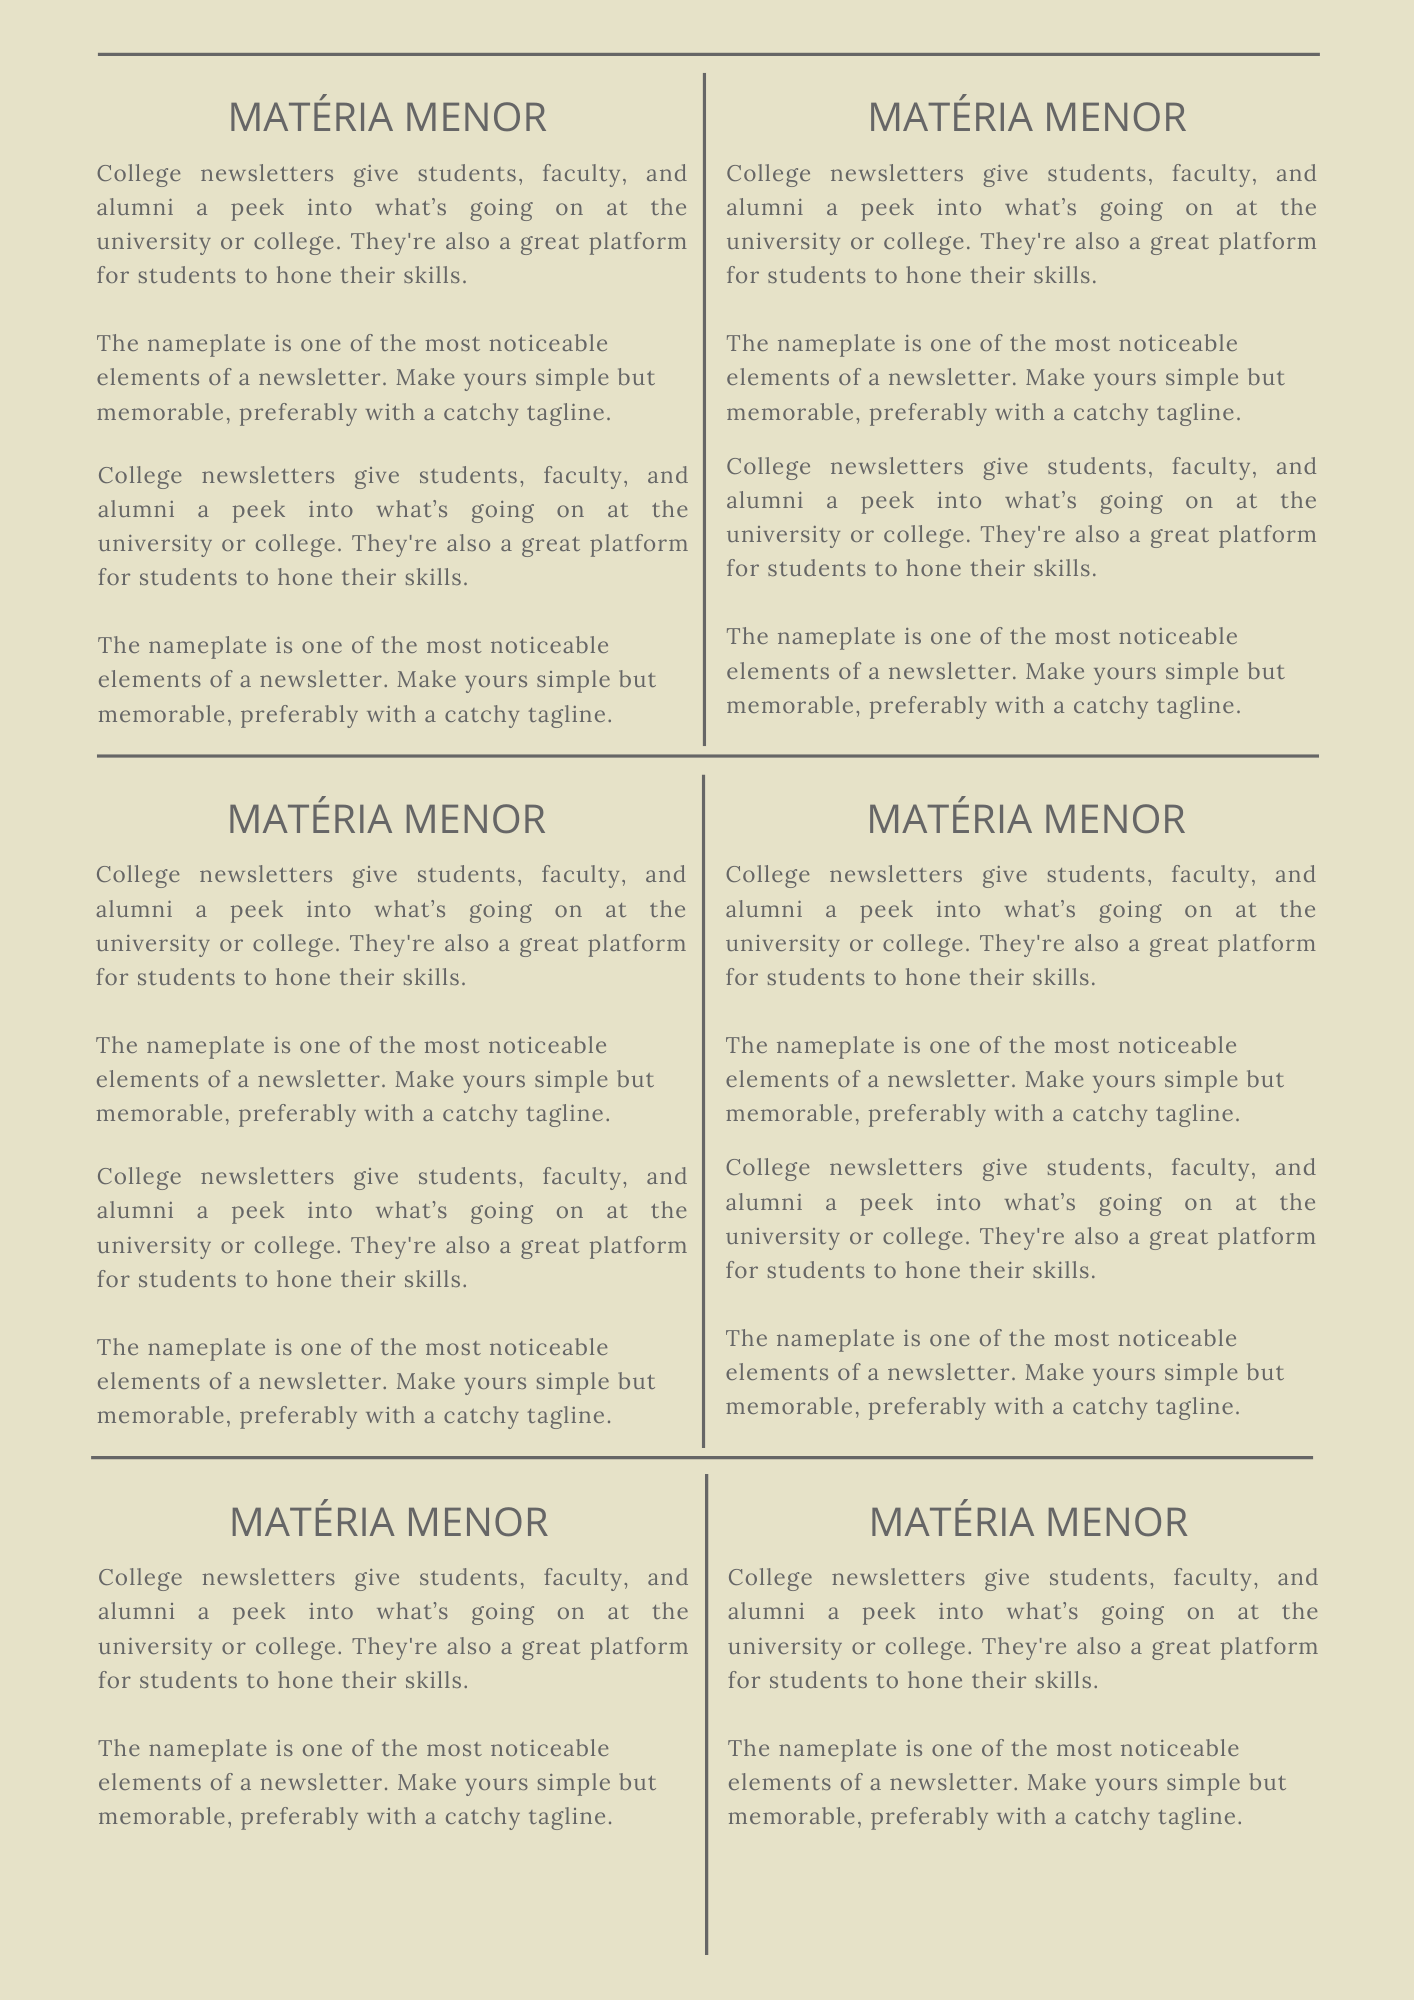 MATÉRIA MENOR
College newsletters give students, faculty, and
alumni a peek into what’s going on at the
university or college. They're also a great platform
for students to hone their skills.
The nameplate is one of the most noticeable
elements of a newsletter. Make yours simple but
memorable, preferably with a catchy tagline.
College newsletters give students, faculty, and
alumni a peek into what’s going on at the
university or college. They're also a great platform
for students to hone their skills.
The nameplate is one of the most noticeable
elements of a newsletter. Make yours simple but
memorable, preferably with a catchy tagline.
MATÉRIA MENOR
College newsletters give students, faculty, and
alumni a peek into what’s going on at the
university or college. They're also a great platform
for students to hone their skills.
The nameplate is one of the most noticeable
elements of a newsletter. Make yours simple but
memorable, preferably with a catchy tagline.
College newsletters give students, faculty, and
alumni a peek into what’s going on at the
university or college. They're also a great platform
for students to hone their skills.
The nameplate is one of the most noticeable
elements of a newsletter. Make yours simple but
memorable, preferably with a catchy tagline.
MATÉRIA MENOR
College newsletters give students, faculty, and
alumni a peek into what’s going on at the
university or college. They're also a great platform
for students to hone their skills.
The nameplate is one of the most noticeable
elements of a newsletter. Make yours simple but
memorable, preferably with a catchy tagline.
College newsletters give students, faculty, and
alumni a peek into what’s going on at the
university or college. They're also a great platform
for students to hone their skills.
The nameplate is one of the most noticeable
elements of a newsletter. Make yours simple but
memorable, preferably with a catchy tagline.
MATÉRIA MENOR
College newsletters give students, faculty, and
alumni a peek into what’s going on at the
university or college. They're also a great platform
for students to hone their skills.
The nameplate is one of the most noticeable
elements of a newsletter. Make yours simple but
memorable, preferably with a catchy tagline.
College newsletters give students, faculty, and
alumni a peek into what’s going on at the
university or college. They're also a great platform
for students to hone their skills.
The nameplate is one of the most noticeable
elements of a newsletter. Make yours simple but
memorable, preferably with a catchy tagline.
MATÉRIA MENOR
College newsletters give students, faculty, and
alumni a peek into what’s going on at the
university or college. They're also a great platform
for students to hone their skills.
The nameplate is one of the most noticeable
elements of a newsletter. Make yours simple but
memorable, preferably with a catchy tagline.
MATÉRIA MENOR
College newsletters give students, faculty, and
alumni a peek into what’s going on at the
university or college. They're also a great platform
for students to hone their skills.
The nameplate is one of the most noticeable
elements of a newsletter. Make yours simple but
memorable, preferably with a catchy tagline.